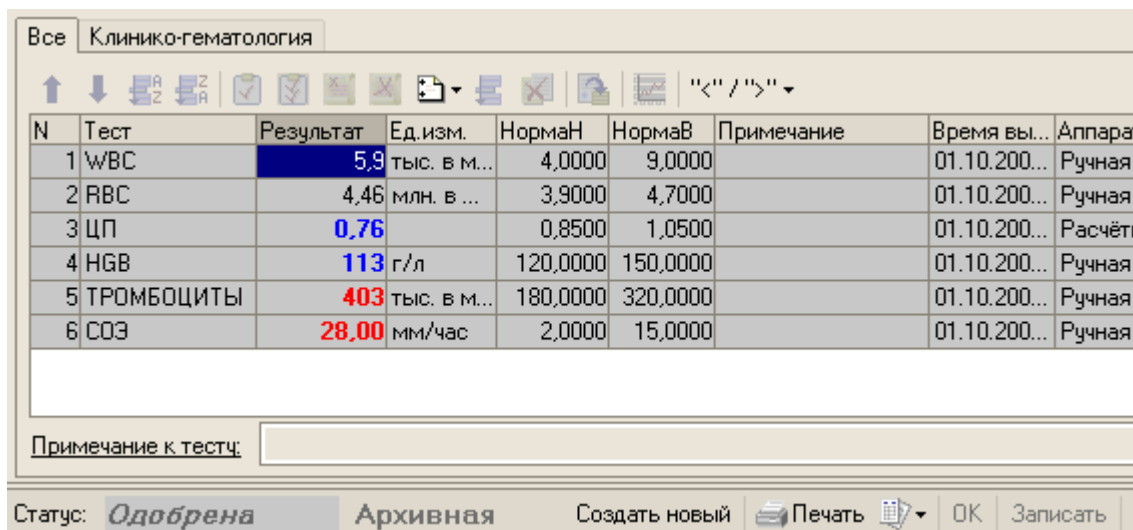 Все Клинико-гематология
"<" / ">"
N Тест Результат Ед.изм. НормаН НормаВ Примечание Время вы... Аппара
1 WBC 5,9 тыс. в м... 4,0000 9,0000 01.10.200... Ручная
2 RBC 4,46 млн. в ... 3,9000 4,7000 01.10.200... Ручная
3 ЦП 0,76 0,8500 1,0500 01.10.200... Расчёт
4 HGB 113 г/л 120,0000 150,0000 01.10.200... Ручная
5 ТРОМБОЦИТЫ 403 тыс. в м... 180,0000 320,0000 01.10.200... Ручная
6 СОЭ 28,00 мм/час 2,0000 15,0000 01.10.200... Ручная
Примечание к тесту:
Статус: Одобрена Архивная Создать новый Печать OK Записать